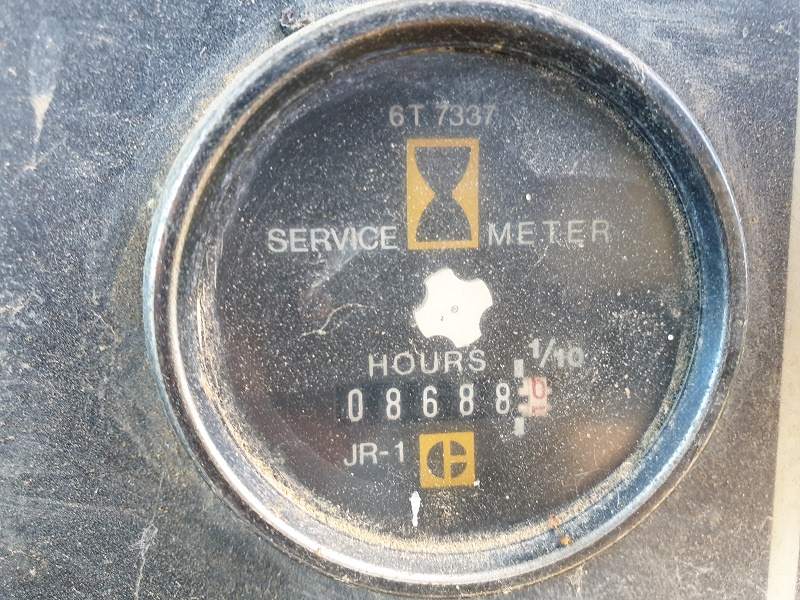 6T 7337
SERVICE METER
HOURS 1/10
08688
JR-1